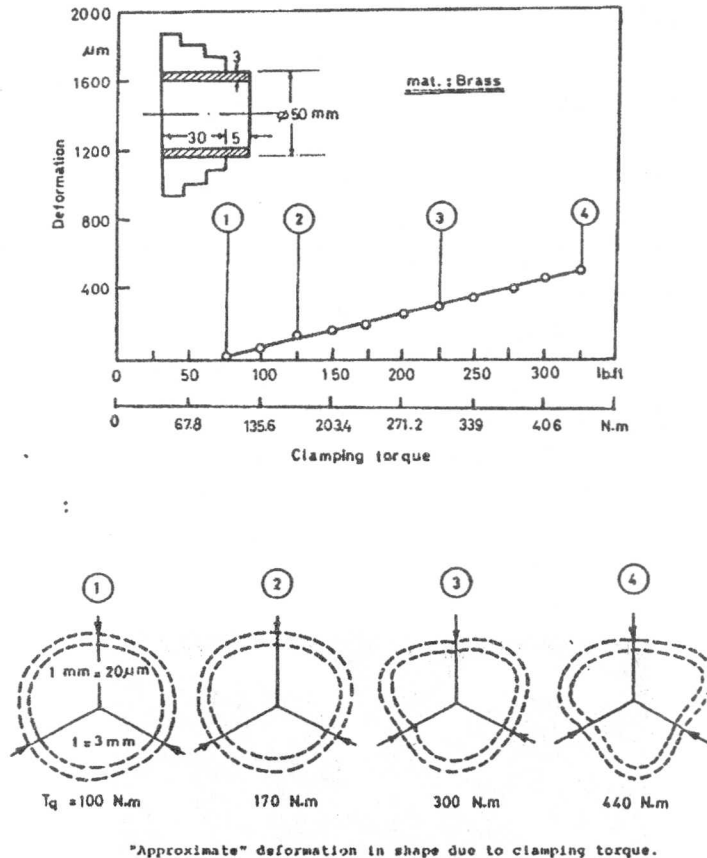 2000
μm
1600
1200
800
400
Deformation
3
30
5
ø50 mm
mat. : Brass
1
2
3
4
0 50 100 150 200 250 300 lb.ft
0 67.8 135.6 203.4 271.2 339 406 N.m
Clamping torque
:
1
2
3
4
1 mm = 20μm
t = 3 mm
Tq = 100 N.m
170 N.m
300 N.m
440 N.m
"Approximate" deformation in shape due to clamping torque.